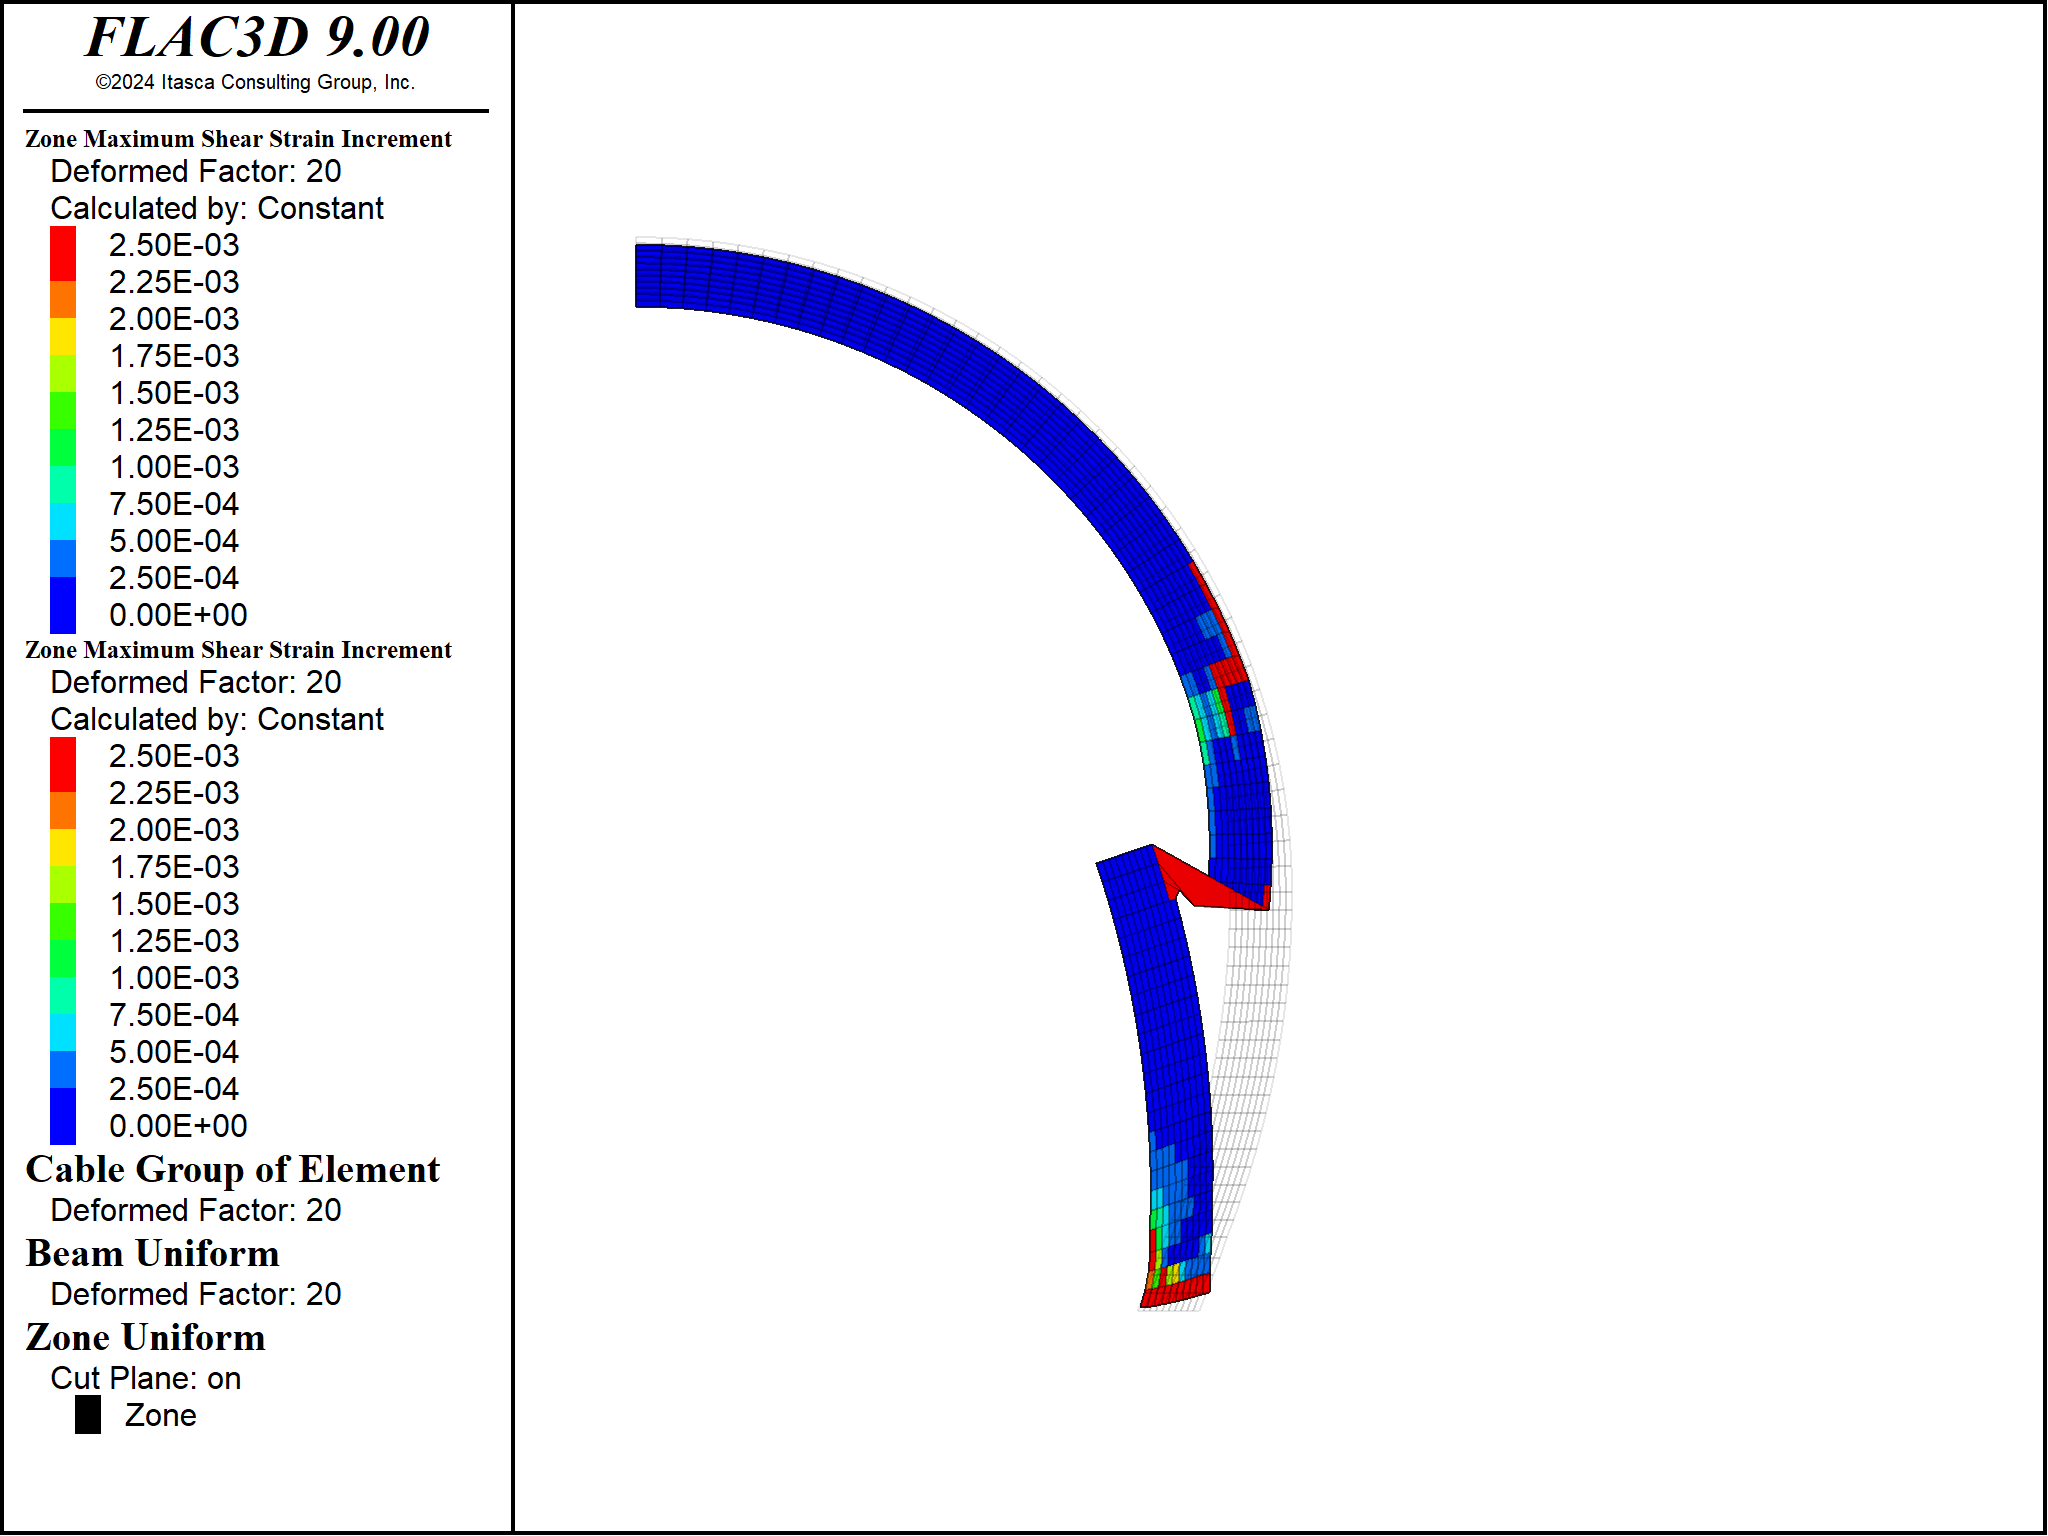 FLAC3D 9.00
©2024 Itasca Consulting Group, Inc.
Zone Maximum Shear Strain Increment
Deformed Factor: 20
Calculated by: Constant
2.50E-03
2.25E-03
2.00E-03
1.75E-03
1.50E-03
1.25E-03
1.00E-03
7.50E-04
5.00E-04
2.50E-04
0.00E+00
Zone Maximum Shear Strain Increment
Deformed Factor: 20
Calculated by: Constant
2.50E-03
2.25E-03
2.00E-03
1.75E-03
1.50E-03
1.25E-03
1.00E-03
7.50E-04
5.00E-04
2.50E-04
0.00E+00
Cable Group of Element
Deformed Factor: 20
Beam Uniform
Deformed Factor: 20
Zone Uniform
Cut Plane: on
Zone